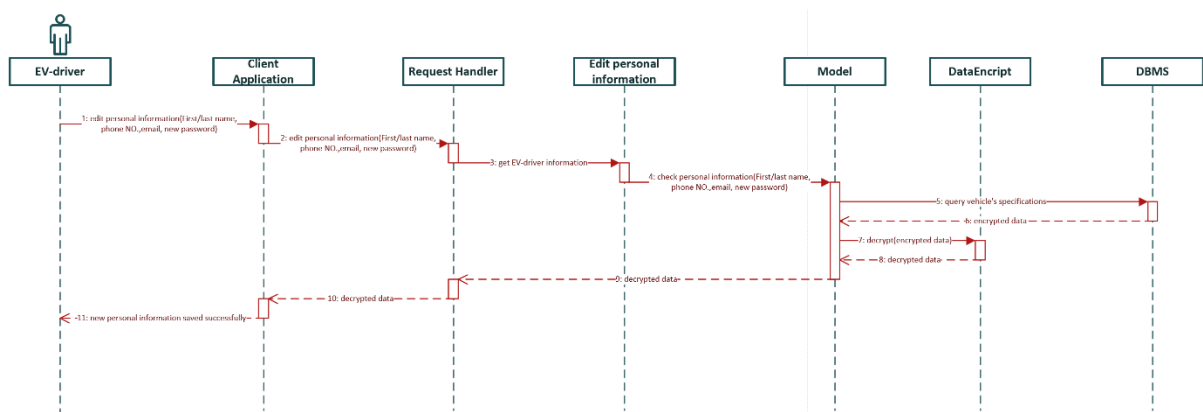 EV-driver
Client
Application
Request Handler
Edit personal
information
Model
DataEncript
DBMS
1: edit personal information(First/last name,
phone NO.,email, new password)
2: edit personal information(First/last name,
phone NO.,email, new password)
3: get EV-driver information
4: check personal information(First/last name,
phone NO.,email, new password)
5: query vehicle's specifications
6: encrypted data
7: decrypt(encrypted data)
8: decrypted data
9: decrypted data
10: decrypted data
11: new personal information saved successfully